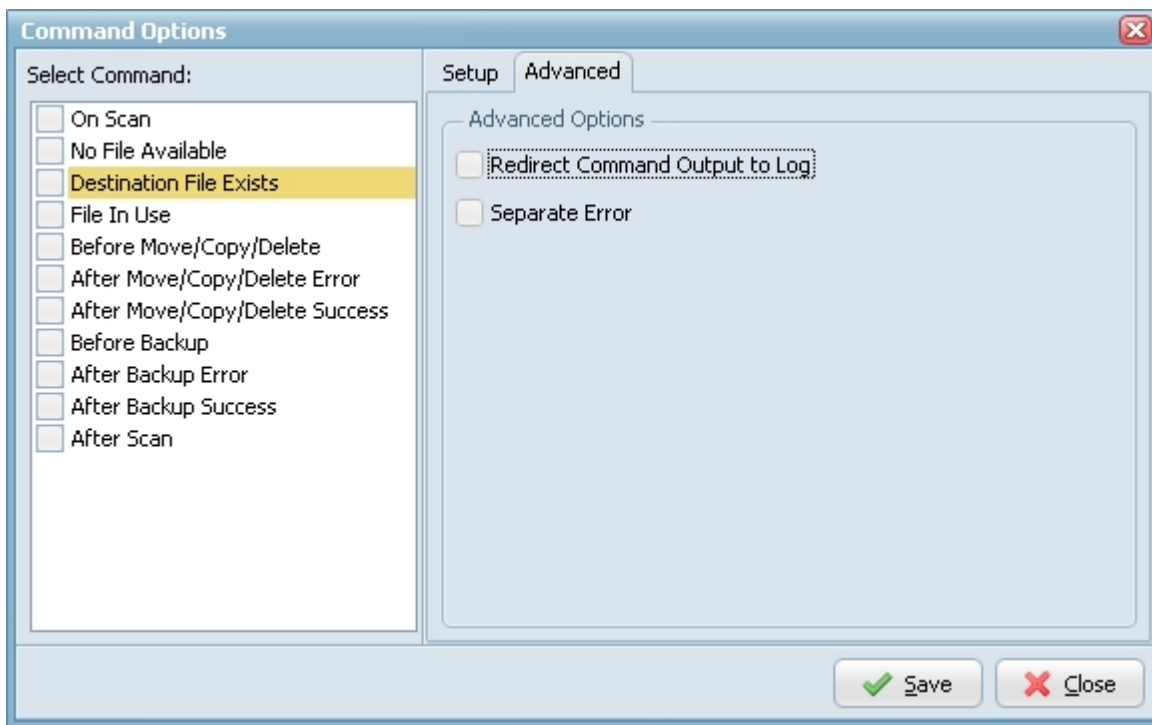 Command Options
Select Command:
On Scan
No File Available
Destination File Exists
File In Use
Before Move/Copy/Delete
After Move/Copy/Delete Error
After Move/Copy/Delete Success
Before Backup
After Backup Error
After Backup Success
After Scan
Setup
Advanced
Advanced Options
Redirect Command Output to Log
Separate Error
Save
Close